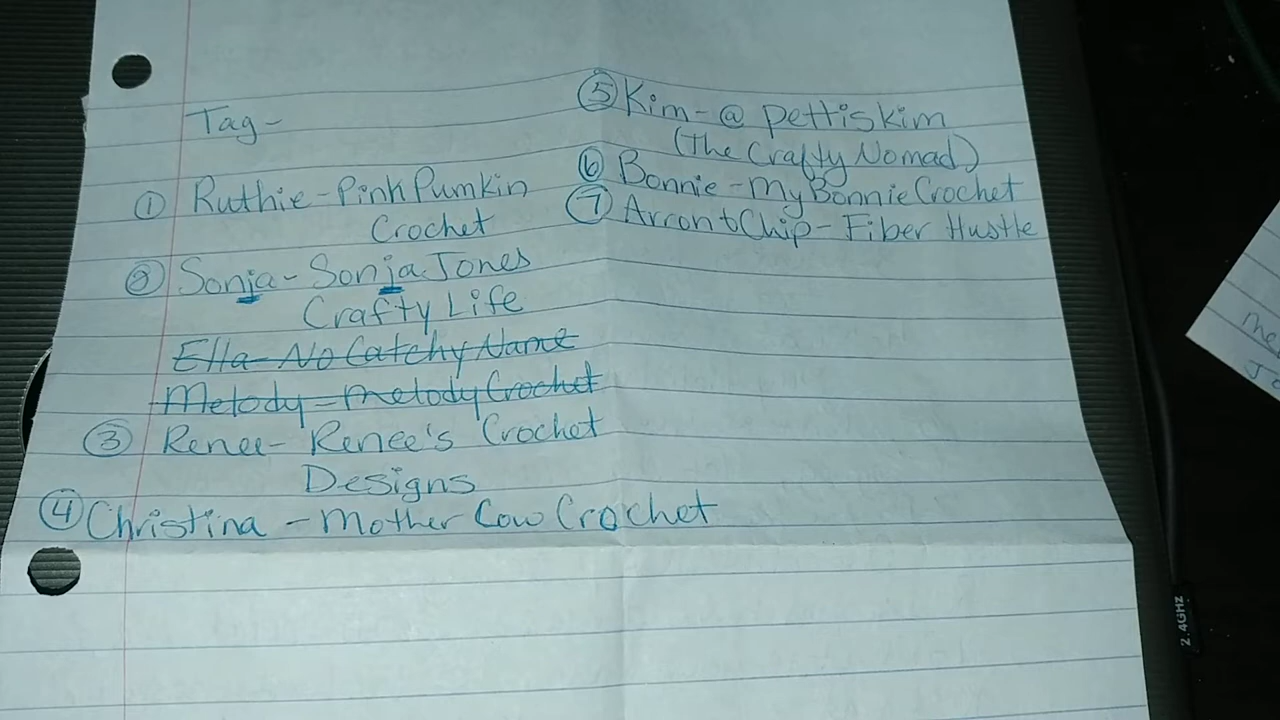 Tag-
① Ruthie-Pink Pumkin
Crochet
② Sonja-Sonja Jones
Crafty Life
Ella-No Catchy Name
Melody-Melody Crochet
③ Renee- Renee's Crochet
Designs
④ Christina - Mother Cow Crochet
⑤ Kim-@ pettiskim
(The Crafty Nomad)
⑥ Bonnie-My Bonnie Crochet
⑦ Arron + Chip- Fiber Hustle
2.4GHZ